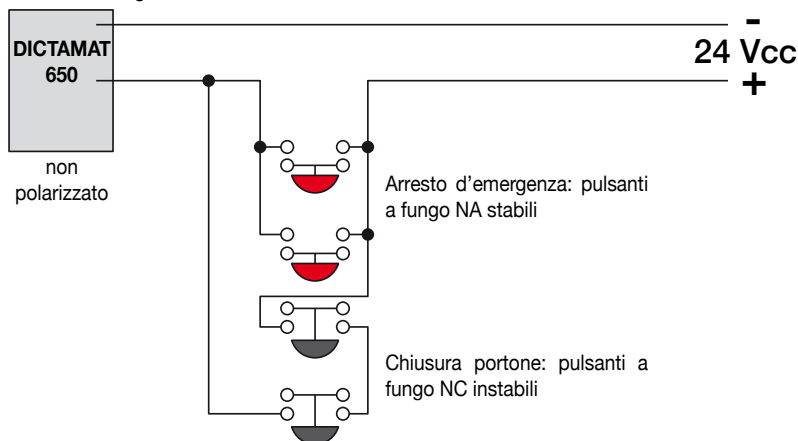 DICTAMAT
650
non
polarizzato
-
24 Vcc
+
Arresto d'emergenza: pulsanti
a fungo NA stabili
Chiusura portone: pulsanti a
fungo NC instabili